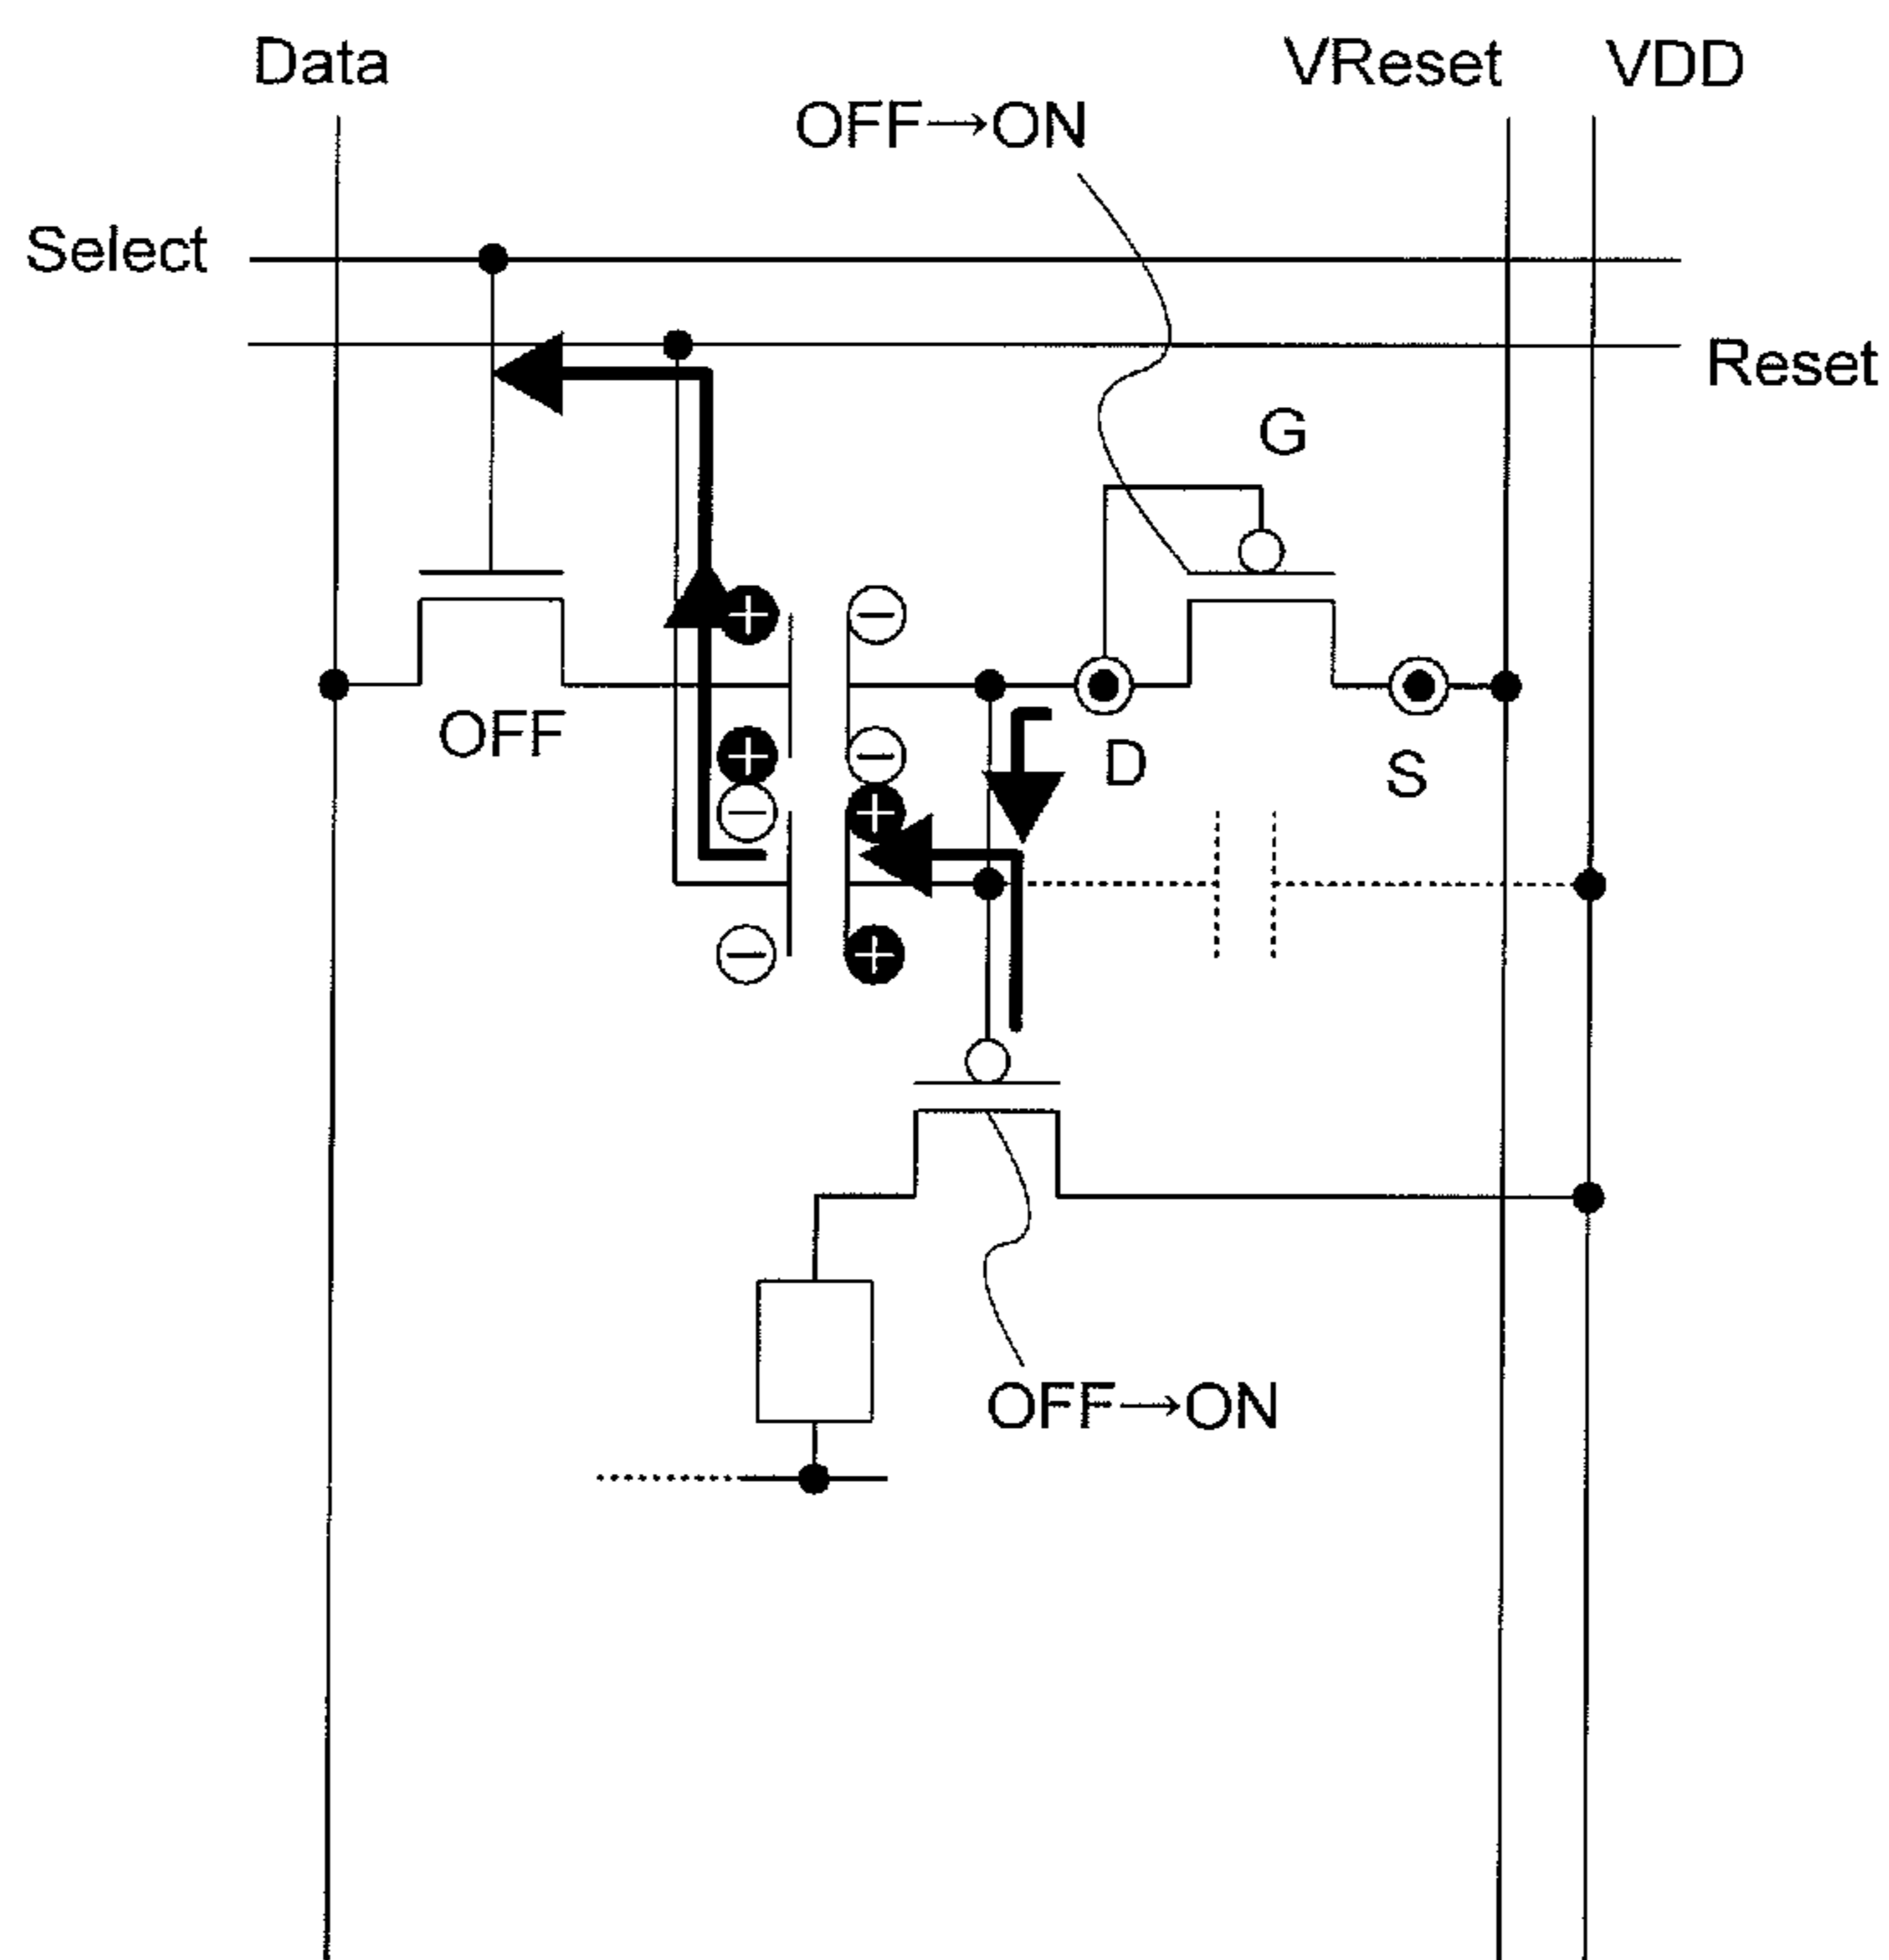 Data
VReset
VDD
OFF→ON
Select
Reset
G
OFF
D
S
OFF→ON